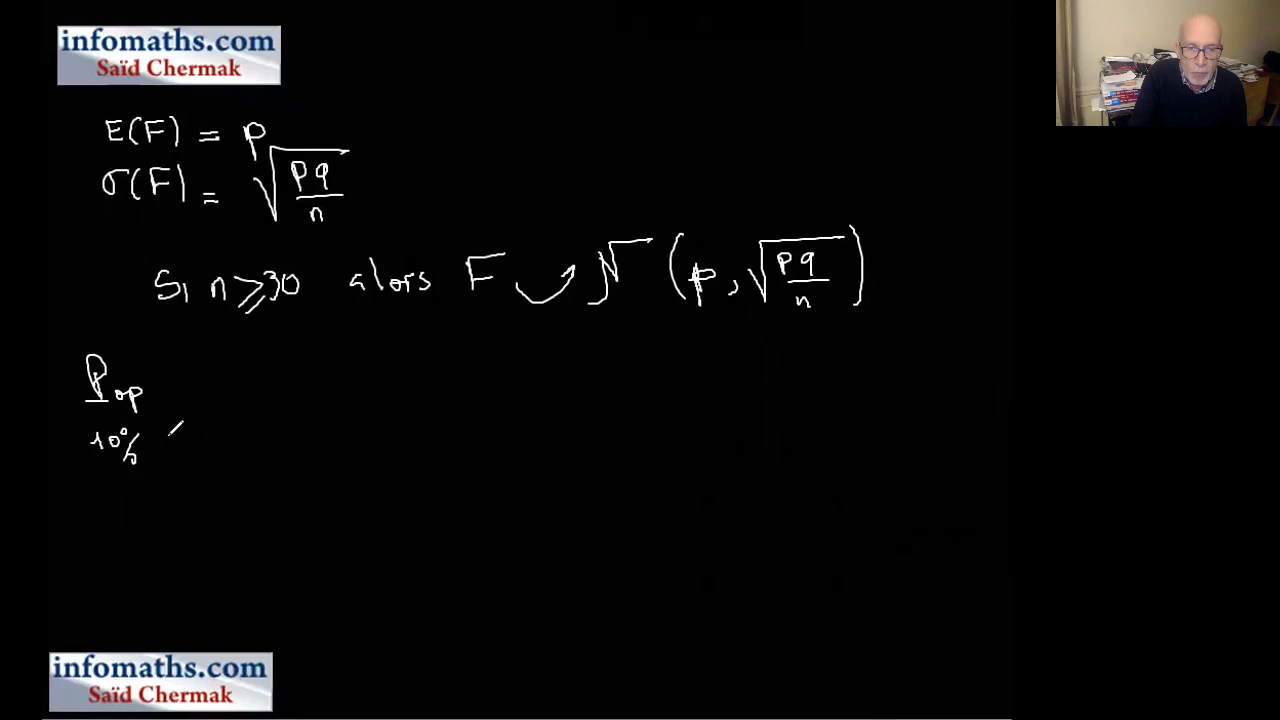 infomaths.com
Saïd Chermak
E(F) = p
σ(F) = √(pq/n)
Si n ⩾ 30 alors F ↝ N(p, √(pq/n))
Pop
10%
infomaths.com
Saïd Chermak